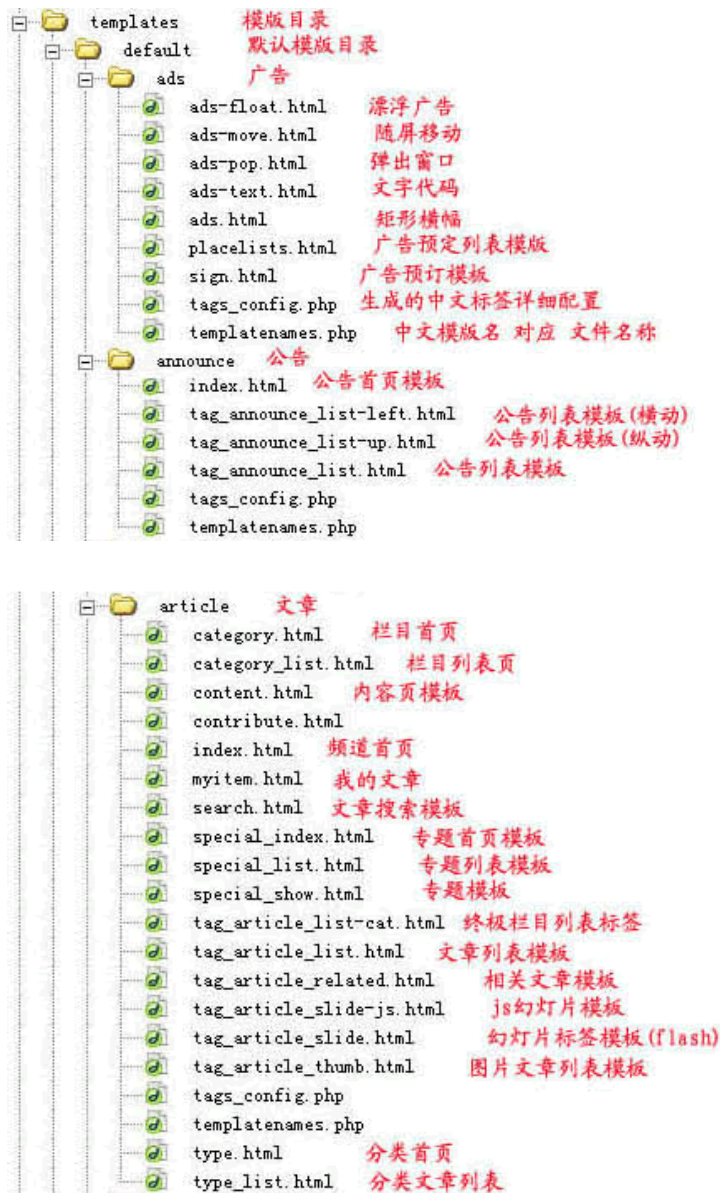 templates 模版目录
default 默认模版目录
ads 广告
ads-float.html 漂浮广告
ads-move.html 随屏移动
ads-pop.html 弹出窗口
ads-text.html 文字代码
ads.html 矩形横幅
placelists.html 广告预定列表模版
sign.html 广告预订模板
tags_config.php 生成的中文标签详细配置
templatenames.php 中文模版名 对应 文件名称
announce 公告
index.html 公告首页模板
tag_announce_list-left.html 公告列表模板(横动)
tag_announce_list-up.html 公告列表模板(纵动)
tag_announce_list.html 公告列表模板
tags_config.php
templatenames.php
article 文章
category.html 栏目首页
category_list.html 栏目列表页
content.html 内容页模板
contribute.html
index.html 频道首页
myitem.html 我的文章
search.html 文章搜索模板
special_index.html 专题首页模板
special_list.html 专题列表模板
special_show.html 专题模板
tag_article_list-cat.html 终极栏目列表标签
tag_article_list.html 文章列表模板
tag_article_related.html 相关文章模板
tag_article_slide-js.html js幻灯片模板
tag_article_slide.html 幻灯片标签模板(flash)
tag_article_thumb.html 图片文章列表模板
tags_config.php
templatenames.php
type.html 分类首页
type_list.html 分类文章列表